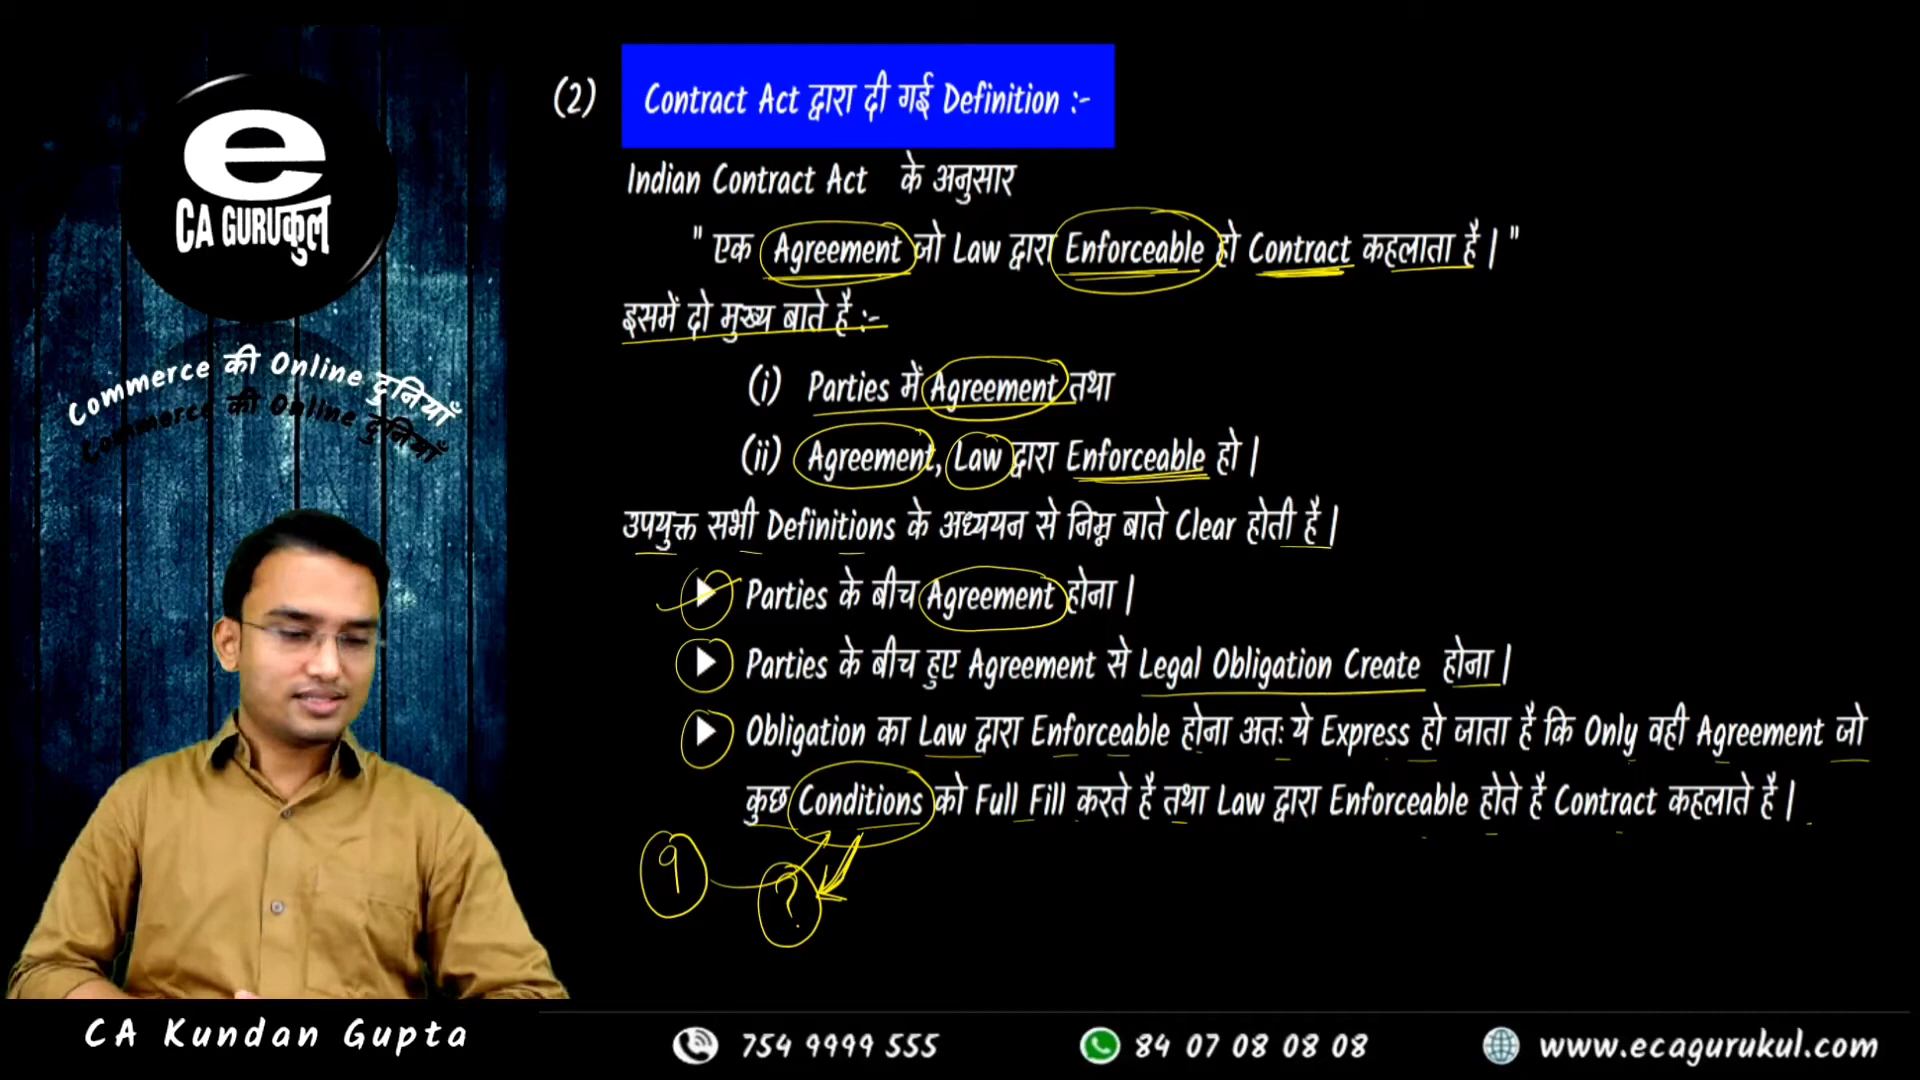 e
CA GURUकुल
Commerce की Online दुनियाँ
Commerce की Online दुनियाँ
(2) Contract Act द्वारा दी गई Definition :-
Indian Contract Act के अनुसार
" एक Agreement जो Law द्वारा Enforceable हो Contract कहलाता है | "
इसमें दो मुख्य बाते है :-
(i) Parties में Agreement तथा
(ii) Agreement, Law द्वारा Enforceable हो |
उपयुक्त सभी Definitions के अध्ययन से निम्न बाते Clear होती है |
▶ Parties के बीच Agreement होना |
▶ Parties के बीच हुए Agreement से Legal Obligation Create होना |
▶ Obligation का Law द्वारा Enforceable होना अतः ये Express हो जाता है कि Only वही Agreement जो
कुछ Conditions को Full Fill करते है तथा Law द्वारा Enforceable होते है Contract कहलाते है |
9 ?
CA Kundan Gupta
754 9999 555
84 07 08 08 08
www.ecagurukul.com